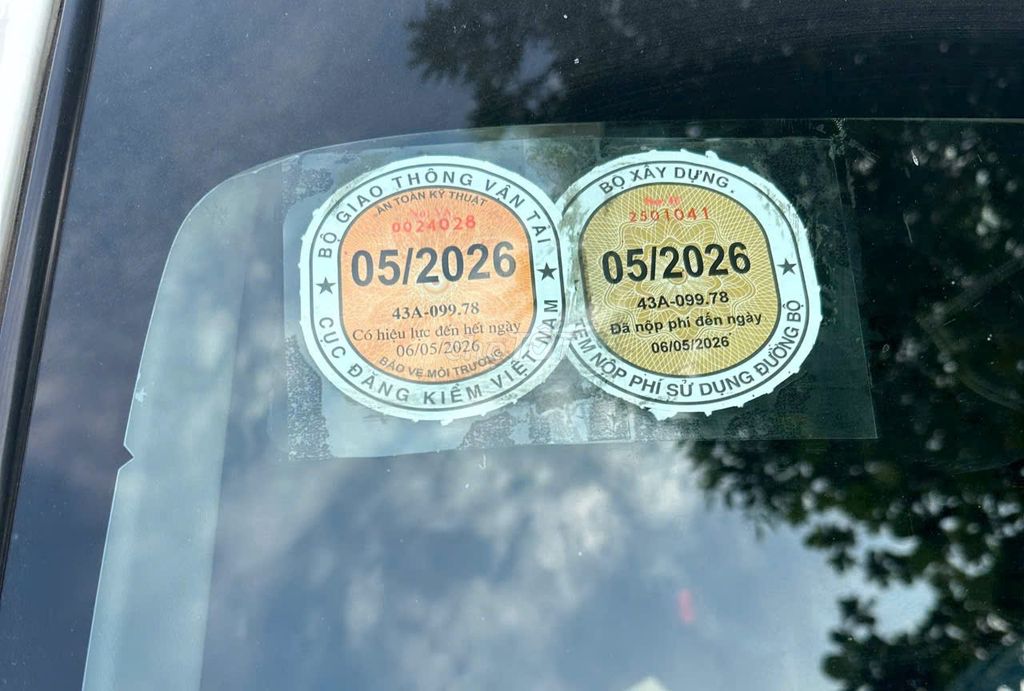 BỘ GIAO THÔNG VẬN TẢI
AN TOÀN KỸ THUẬT
0024028
05/2026
43A-099.78
Có hiệu lực đến hết ngày
06/05/2026
BẢO VỆ MÔI TRƯỜNG
CỤC ĐĂNG KIỂM VIỆT NAM
BỘ XÂY DỰNG.
2501041
05/2026
43A-099.78
Đã nộp phí đến ngày
06/05/2026
TEM NỘP PHÍ SỬ DỤNG ĐƯỜNG BỘ